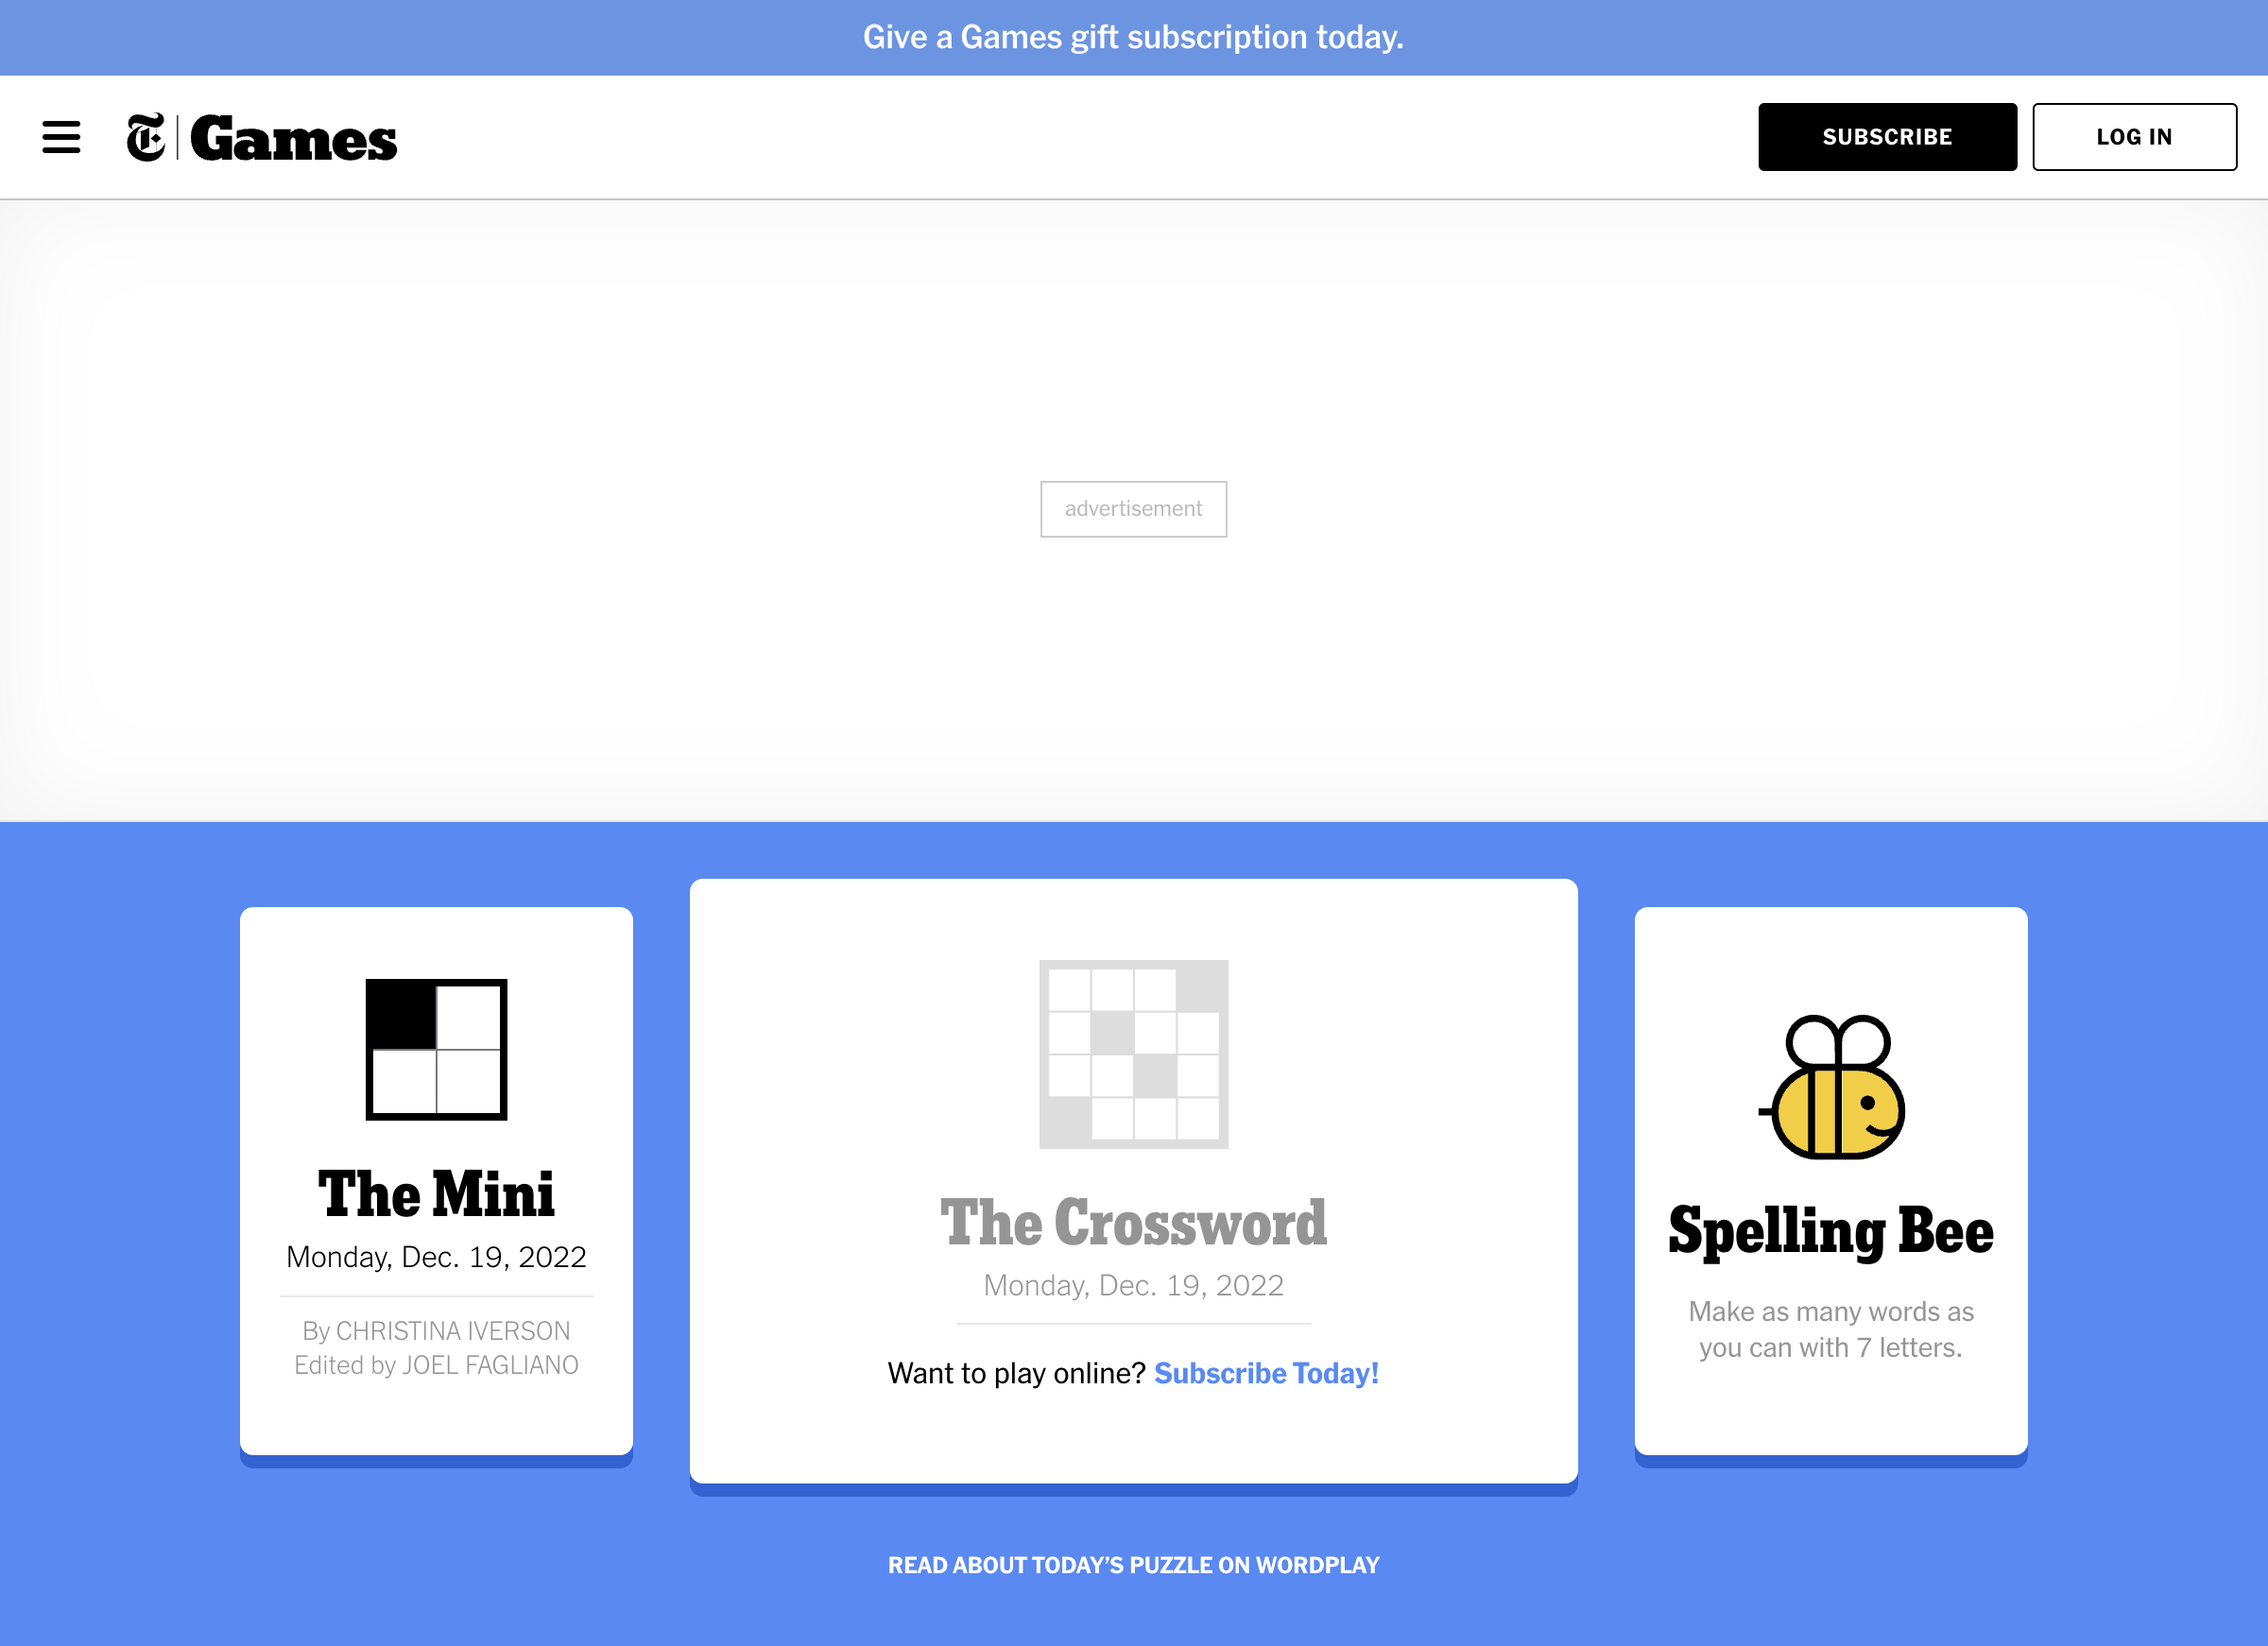 Give a Games gift subscription today.
T Games
SUBSCRIBE
LOG IN
advertisement
The Mini
Monday, Dec. 19, 2022
By CHRISTINA IVERSON
Edited by JOEL FAGLIANO
The Crossword
Monday, Dec. 19, 2022
Want to play online? Subscribe Today!
Spelling Bee
Make as many words as
you can with 7 letters.
READ ABOUT TODAY’S PUZZLE ON WORDPLAY